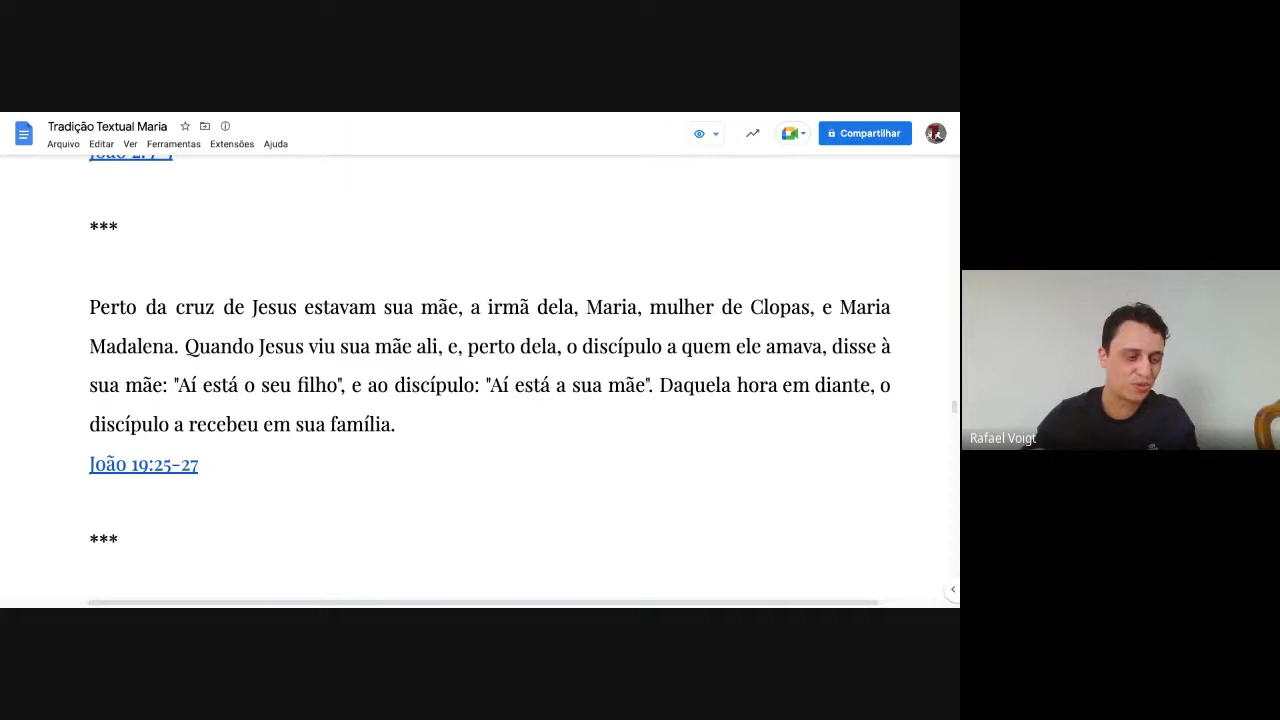 Tradição Textual Maria
Arquivo Editar Ver Ferramentas Extensões Ajuda
Compartilhar
***
Perto da cruz de Jesus estavam sua mãe, a irmã dela, Maria, mulher de Clopas, e Maria
Madalena. Quando Jesus viu sua mãe ali, e, perto dela, o discípulo a quem ele amava, disse à
sua mãe: "Aí está o seu filho", e ao discípulo: "Aí está a sua mãe". Daquela hora em diante, o
discípulo a recebeu em sua família.
João 19:25-27
***
Rafael Voigt